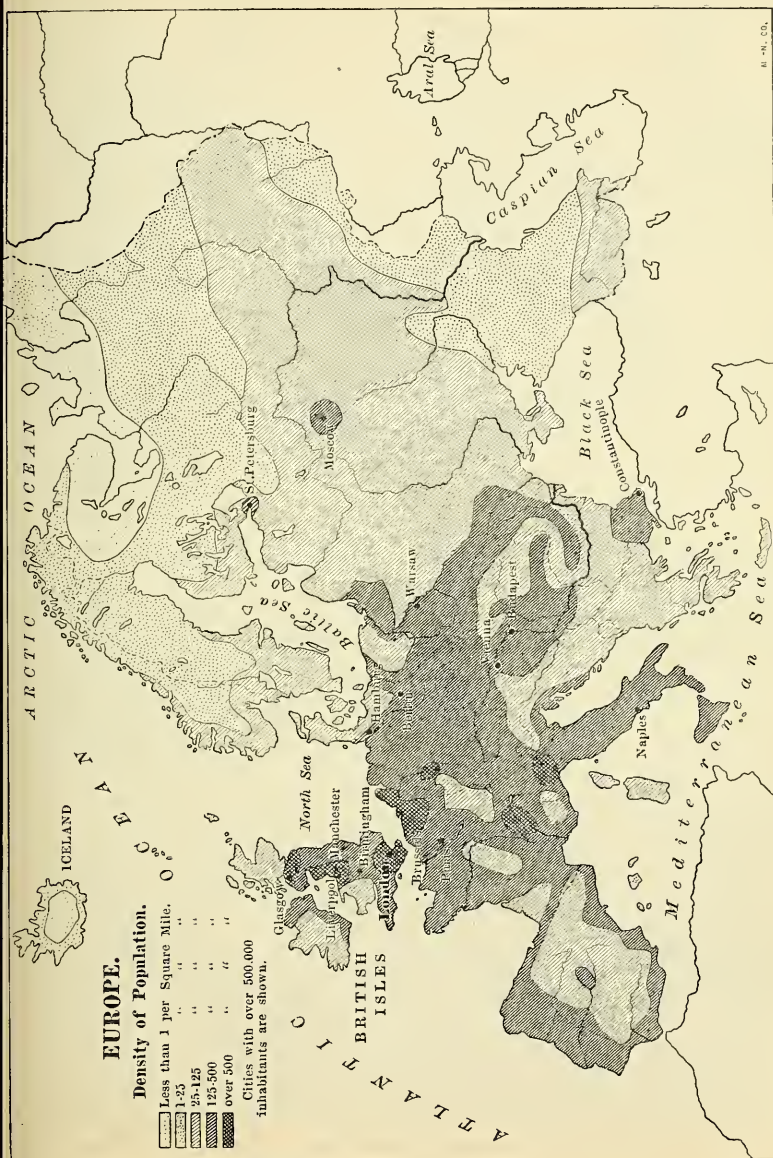 EUROPE.
Density of Population.
Less than 1 per Square Mile.
1-25 " " "
25-125 " " "
125-500 " " "
over 500 " " "
Cities with over 500,000
inhabitants are shown.
ARCTIC OCEAN
ICELAND
ATLANTIC OCEAN
BRITISH
ISLES
North Sea
Baltic Sea
Glasgow
Liverpool
Manchester
Birmingham
London
Paris
Hamburg
Berlin
St. Petersburg
Moscow
Warsaw
Vienna
Budapest
Naples
Constantinople
Black Sea
Caspian Sea
Aral Sea
Mediterranean Sea
M.-N. CO.